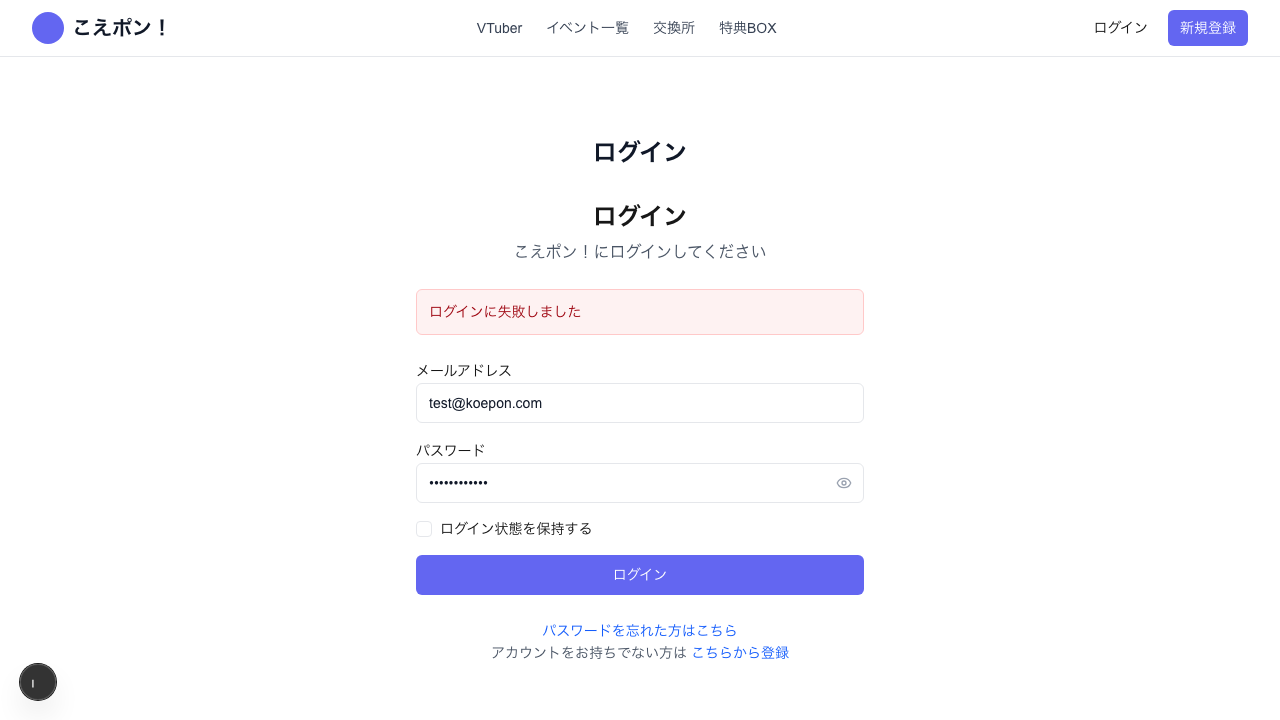 こえポン！
VTuber イベント一覧 交換所 特典BOX
ログイン 新規登録
ログイン
ログイン
こえポン！にログインしてください
ログインに失敗しました
メールアドレス
test@koepon.com
パスワード
••••••••••••
ログイン状態を保持する
ログイン
パスワードを忘れた方はこちら
アカウントをお持ちでない方は こちらから登録